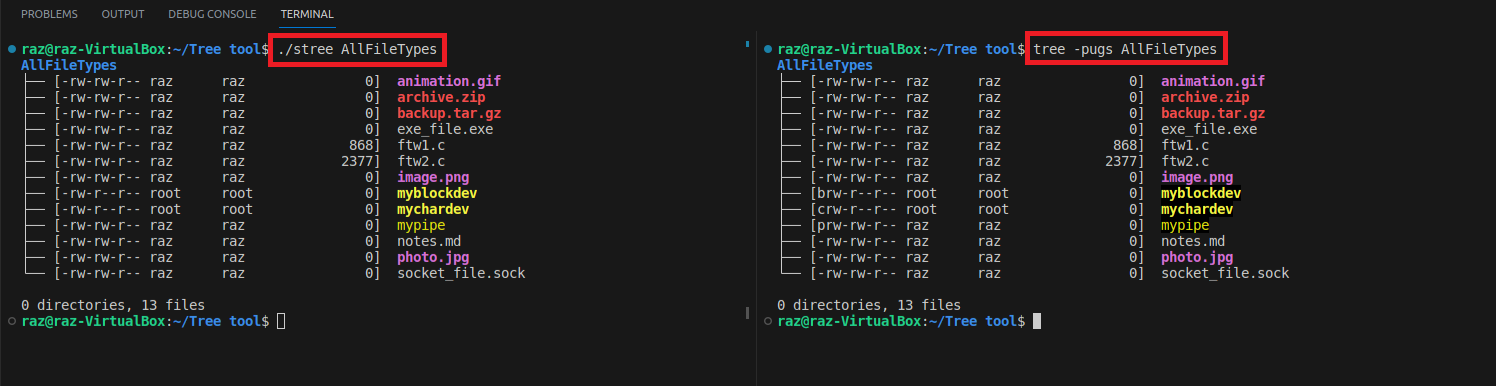 PROBLEMS OUTPUT DEBUG CONSOLE TERMINAL
raz@raz-VirtualBox:~/Tree tool$ ./stree AllFileTypes
AllFileTypes
├── [-rw-rw-r-- raz      raz               0]  animation.gif
├── [-rw-rw-r-- raz      raz               0]  archive.zip
├── [-rw-rw-r-- raz      raz               0]  backup.tar.gz
├── [-rw-rw-r-- raz      raz               0]  exe_file.exe
├── [-rw-rw-r-- raz      raz             868]  ftw1.c
├── [-rw-rw-r-- raz      raz            2377]  ftw2.c
├── [-rw-rw-r-- raz      raz               0]  image.png
├── [-rw-r--r-- root     root              0]  myblockdev
├── [-rw-r--r-- root     root              0]  mychardev
├── [-rw-rw-r-- raz      raz               0]  mypipe
├── [-rw-rw-r-- raz      raz               0]  notes.md
├── [-rw-rw-r-- raz      raz               0]  photo.jpg
└── [-rw-rw-r-- raz      raz               0]  socket_file.sock
0 directories, 13 files
raz@raz-VirtualBox:~/Tree tool$
raz@raz-VirtualBox:~/Tree tool$ tree -pugs AllFileTypes
AllFileTypes
├── [-rw-rw-r-- raz      raz               0]  animation.gif
├── [-rw-rw-r-- raz      raz               0]  archive.zip
├── [-rw-rw-r-- raz      raz               0]  backup.tar.gz
├── [-rw-rw-r-- raz      raz               0]  exe_file.exe
├── [-rw-rw-r-- raz      raz             868]  ftw1.c
├── [-rw-rw-r-- raz      raz            2377]  ftw2.c
├── [-rw-rw-r-- raz      raz               0]  image.png
├── [brw-r--r-- root     root              0]  myblockdev
├── [crw-r--r-- root     root              0]  mychardev
├── [prw-rw-r-- raz      raz               0]  mypipe
├── [-rw-rw-r-- raz      raz               0]  notes.md
├── [-rw-rw-r-- raz      raz               0]  photo.jpg
└── [-rw-rw-r-- raz      raz               0]  socket_file.sock
0 directories, 13 files
raz@raz-VirtualBox:~/Tree tool$